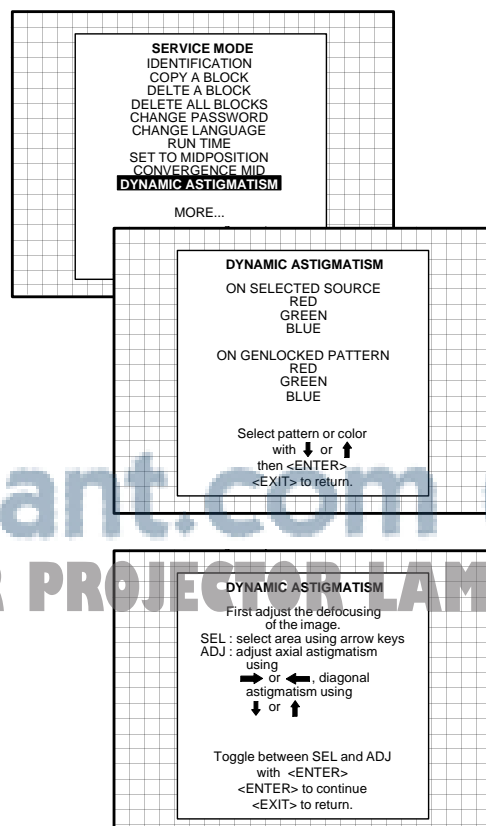 SERVICE MODE
IDENTIFICATION
COPY A BLOCK
DELTE A BLOCK
DELETE ALL BLOCKS
CHANGE PASSWORD
CHANGE LANGUAGE
RUN TIME
SET TO MIDPOSITION
CONVERGENCE MID
DYNAMIC ASTIGMATISM
MORE...
DYNAMIC ASTIGMATISM
ON SELECTED SOURCE
RED
GREEN
BLUE
ON GENLOCKED PATTERN
RED
GREEN
BLUE
Select pattern or color
with ⬇ or ⬆
then <ENTER>
<EXIT> to return.
ant.com
R PROJECTOR LAM
DYNAMIC ASTIGMATISM
First adjust the defocusing
of the image.
SEL : select area using arrow keys
ADJ : adjust axial astigmatism
using
➡ or ⬅ , diagonal
astigmatism using
⬇ or ⬆
Toggle between SEL and ADJ
with <ENTER>
<ENTER> to continue
<EXIT> to return.